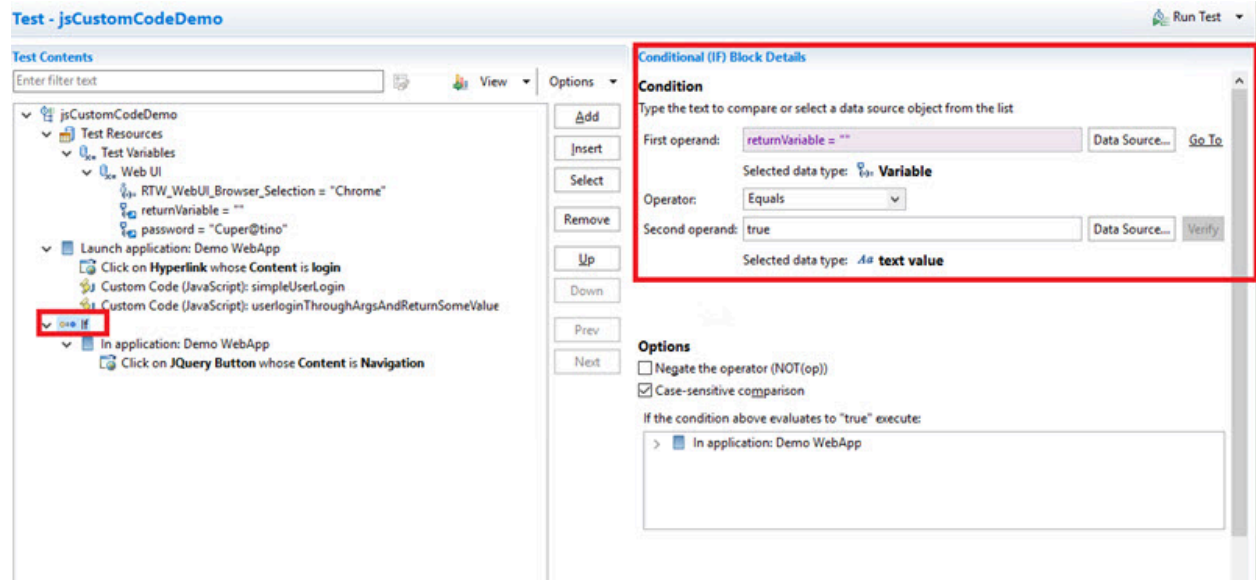 Test - jsCustomCodeDemo
Run Test
Test Contents
Enter filter text
View
Options
jsCustomCodeDemo
Test Resources
Test Variables
Web UI
RTW_WebUI_Browser_Selection = "Chrome"
returnVariable = ""
password = "Cuper@tino"
Launch application: Demo WebApp
Click on Hyperlink whose Content is login
Custom Code (JavaScript): simpleUserLogin
Custom Code (JavaScript): userloginThroughArgsAndReturnSomeValue
If
In application: Demo WebApp
Click on JQuery Button whose Content is Navigation
Add
Insert
Select
Remove
Up
Down
Prev
Next
Conditional (IF) Block Details
Condition
Type the text to compare or select a data source object from the list
First operand: returnVariable = "" Data Source... Go To
Selected data type: Variable
Operator: Equals
Second operand: true Data Source... Verify
Selected data type: Aa text value
Options
Negate the operator (NOT(op))
Case-sensitive comparison
If the condition above evaluates to "true" execute:
In application: Demo WebApp